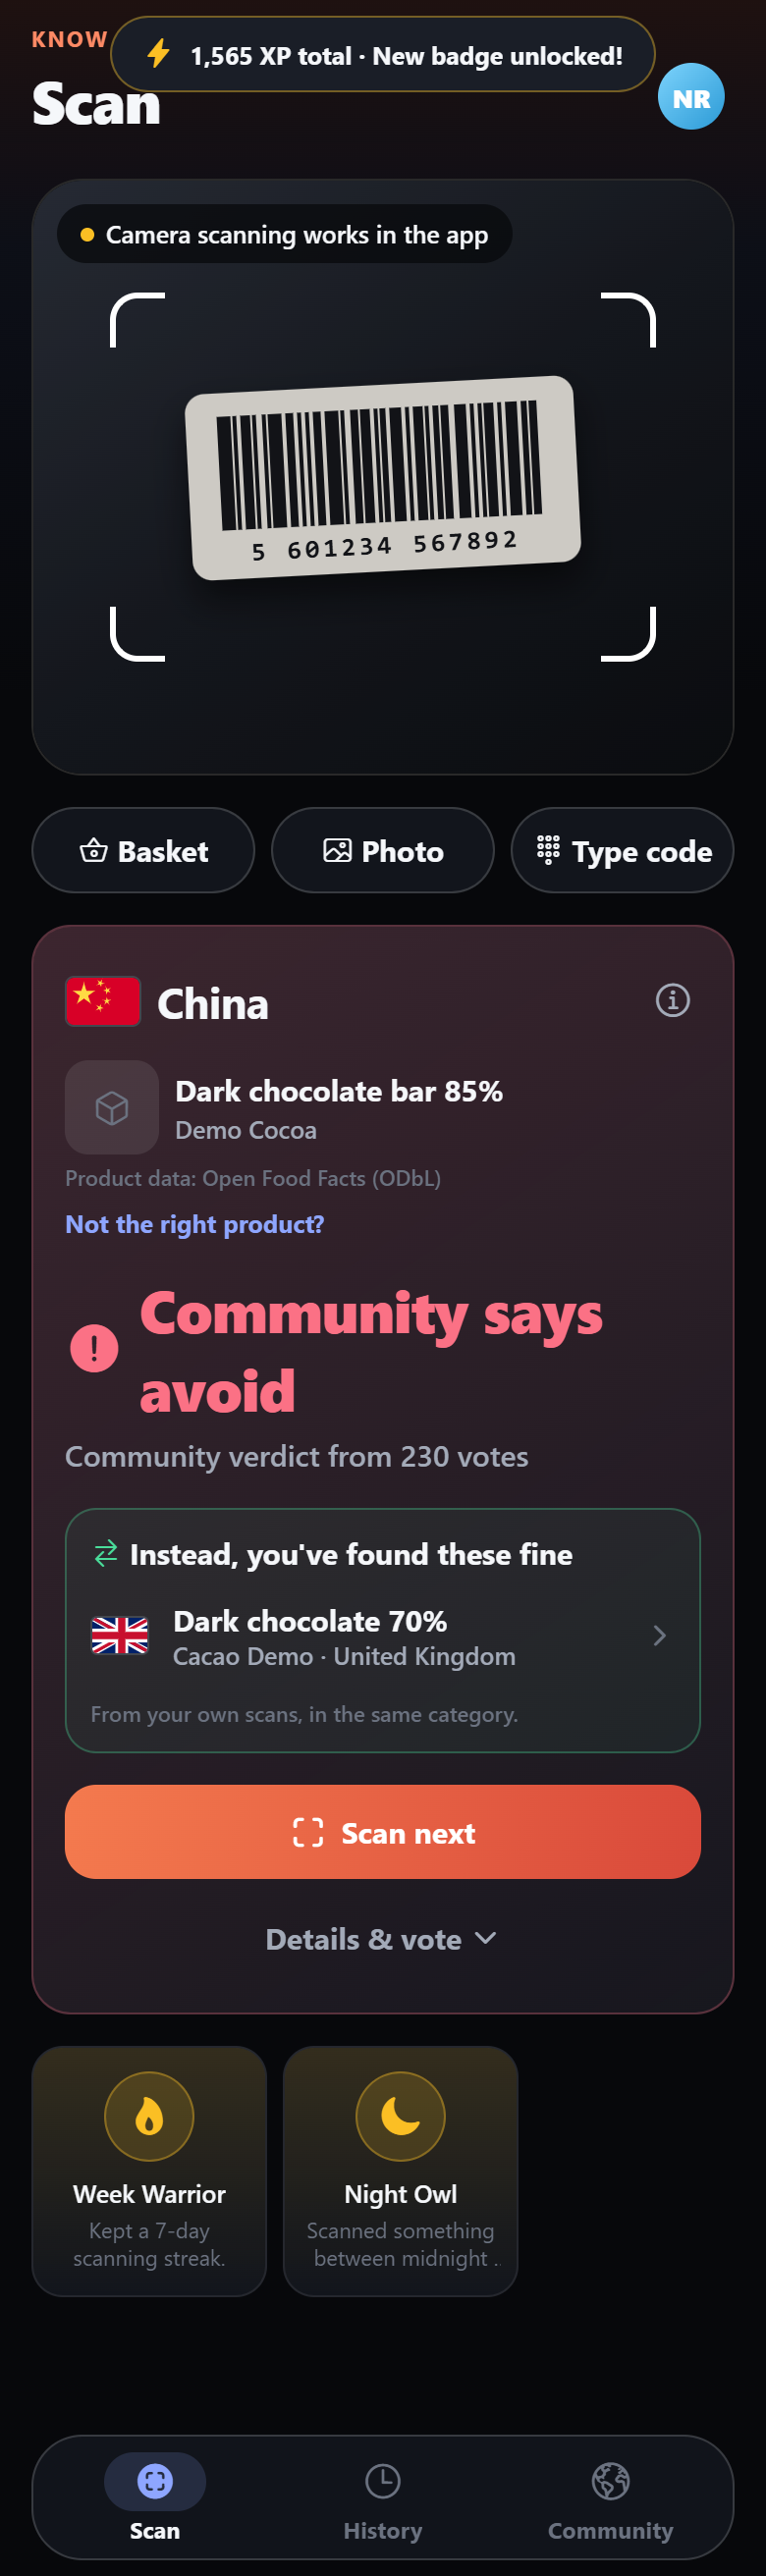 KNOW
1,565 XP total · New badge unlocked!
Scan
NR
Camera scanning works in the app
5 601234 567892
Basket
Photo
Type code
China
Dark chocolate bar 85%
Demo Cocoa
Product data: Open Food Facts (ODbL)
Not the right product?
Community says
avoid
Community verdict from 230 votes
Instead, you've found these fine
Dark chocolate 70%
Cacao Demo · United Kingdom
From your own scans, in the same category.
Scan next
Details & vote
Week Warrior
Kept a 7-day
scanning streak.
Night Owl
Scanned something
between midnight ..
Scan
History
Community